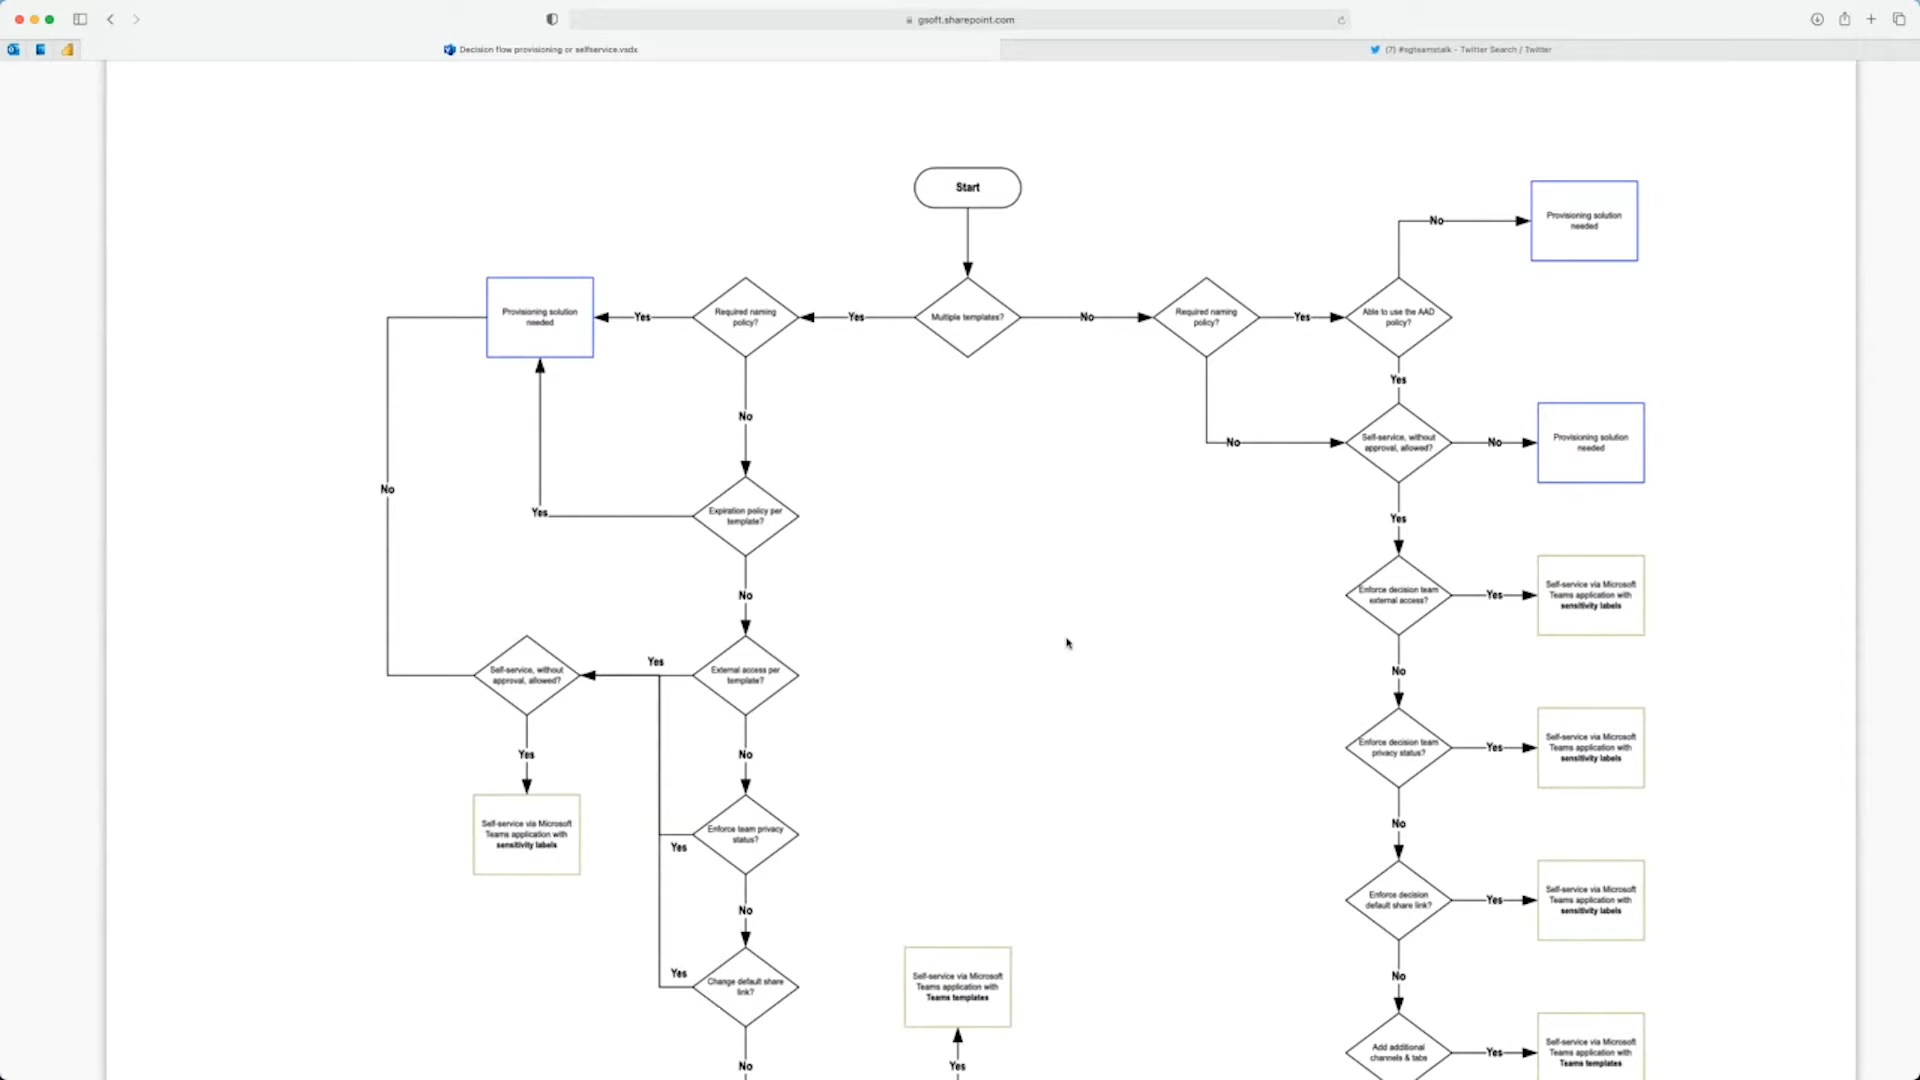 gsoft.sharepoint.com
Decision flow provisioning or selfservice.vsdx
(7) #sgteamstalk - Twitter Search / Twitter
Start
No
Provisioning solution
needed
Provisioning solution
needed
Yes
Required naming
policy?
Yes
Multiple templates?
No
Required naming
policy?
Yes
Able to use the AAD
policy?
Yes
No
No
Self-service, without
approval, allowed?
No
Provisioning solution
needed
No
Yes
Expiration policy per
template?
Yes
No
Enforce decision team
external access?
Yes
Self-service via Microsoft
Teams application with
sensitivity labels
Self-service, without
approval, allowed?
Yes
External access per
template?
No
Yes
No
Enforce decision team
privacy status?
Yes
Self-service via Microsoft
Teams application with
sensitivity labels
Self-service via Microsoft
Teams application with
sensitivity labels
Enforce team privacy
status?
Yes
No
No
Enforce decision
default share link?
Yes
Self-service via Microsoft
Teams application with
sensitivity labels
Yes
Change default share
link?
Self-service via Microsoft
Teams application with
Teams templates
No
No
Yes
Add additional
channels & tabs
Yes
Self-service via Microsoft
Teams application with
Teams templates